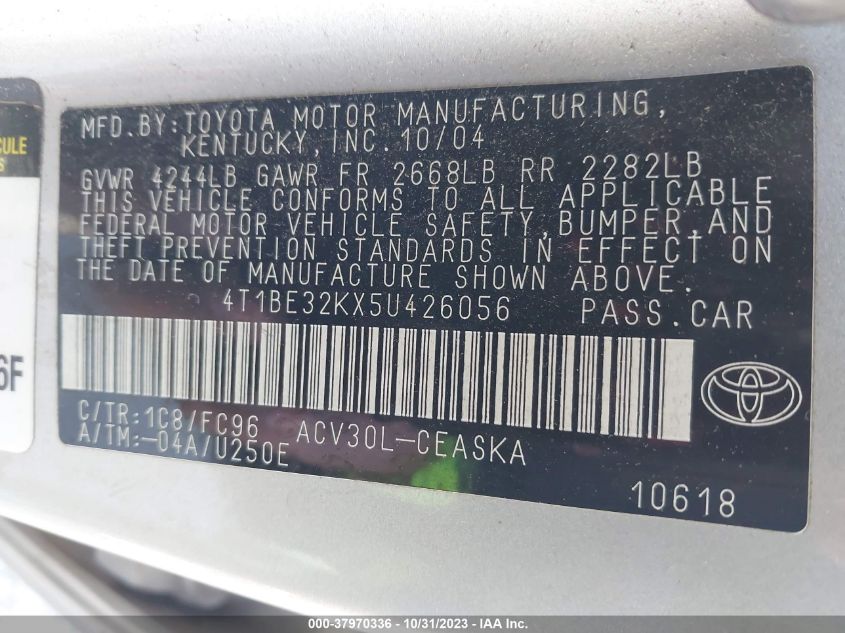 MFD.BY:TOYOTA MOTOR MANUFACTURING,
KENTUCKY,INC.10/04
GVWR 4244LB GAWR FR 2668LB RR 2282LB
THIS VEHICLE CONFORMS TO ALL APPLICABLE
FEDERAL MOTOR VEHICLE SAFETY,BUMPER,AND
THEFT PREVENTION STANDARDS IN EFFECT ON
THE DATE OF MANUFACTURE SHOWN ABOVE.
4T1BE32KX5U426056 PASS.CAR
C/TR:1C8/FC96 ACV30L-CEASKA
A/TM:-04A/U250E
10618
000-37970336 - 10/31/2023 - IAA Inc.